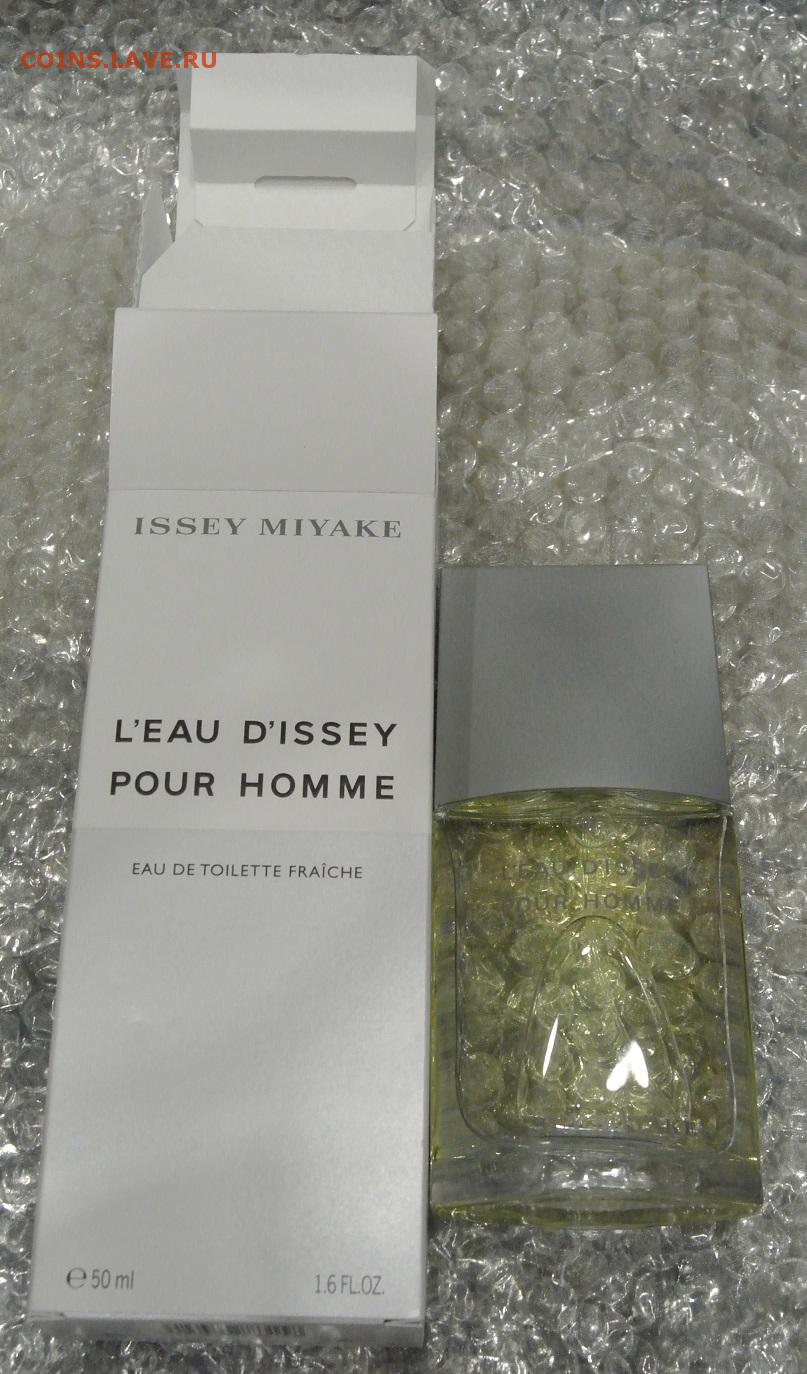 COINS.LAVE.RU
ISSEY MIYAKE
L'EAU D'ISSEY
POUR HOMME
EAU DE TOILETTE FRAÎCHE
℮ 50 ml
1.6 FL.OZ.
L'EAU D'ISSEY
POUR HOMME